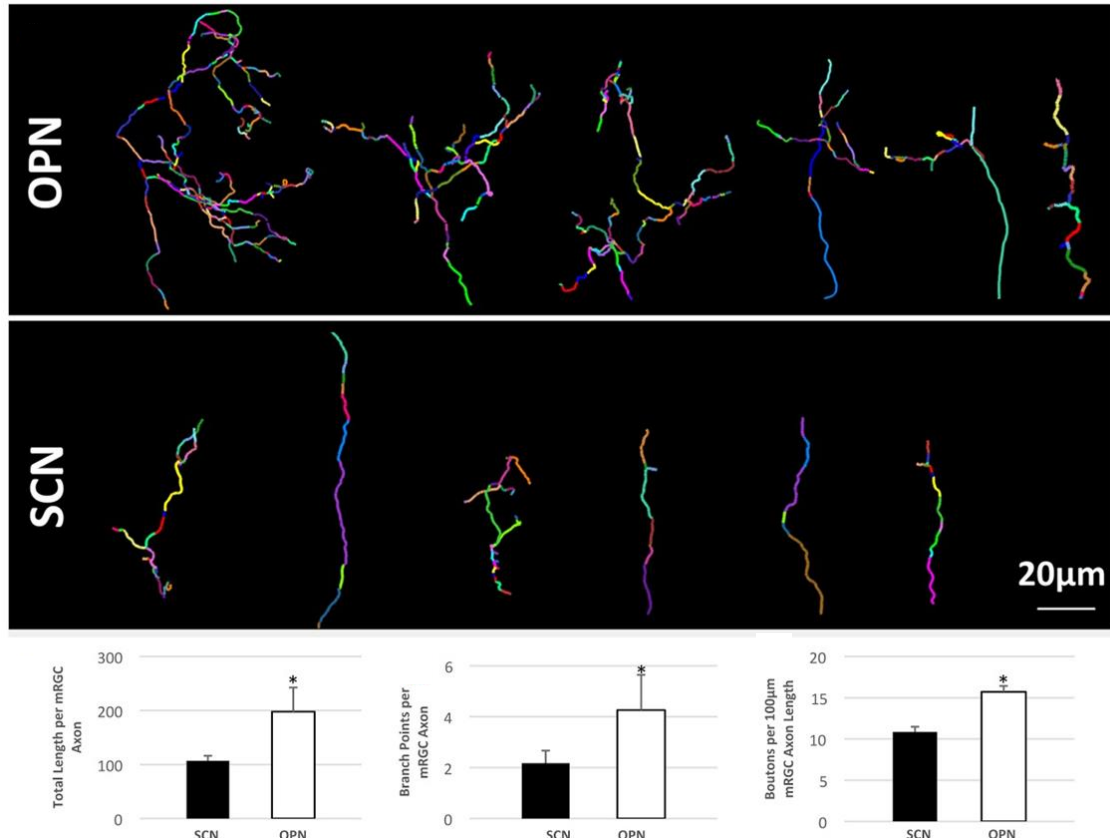 OPN
SCN
20μm
Total Length per mRGC
Axon
300
200
100
0
*
SCN
OPN
Branch Points per
mRGC Axon
6
4
2
0
*
SCN
OPN
Boutons per 100μm
mRGC Axon Length
20
15
10
5
0
*
SCN
OPN